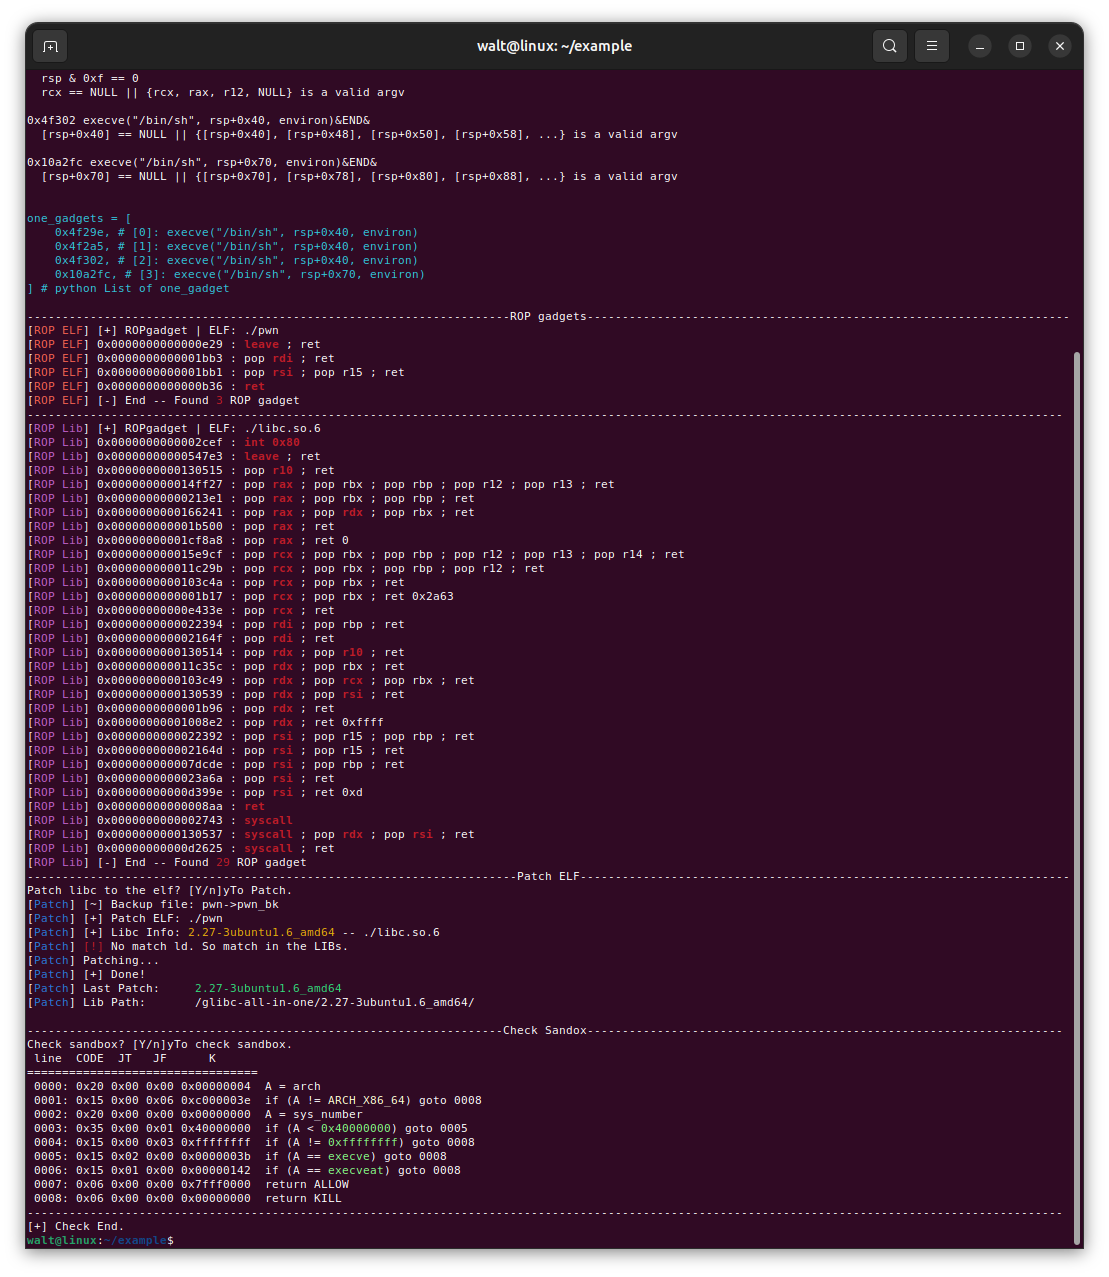 walt@linux: ~/example
rsp & 0xf == 0
rcx == NULL || {rcx, rax, r12, NULL} is a valid argv
0x4f302 execve("/bin/sh", rsp+0x40, environ)&END&
[rsp+0x40] == NULL || {[rsp+0x40], [rsp+0x48], [rsp+0x50], [rsp+0x58], ...} is a valid argv
0x10a2fc execve("/bin/sh", rsp+0x70, environ)&END&
[rsp+0x70] == NULL || {[rsp+0x70], [rsp+0x78], [rsp+0x80], [rsp+0x88], ...} is a valid argv
one_gadgets = [
0x4f29e, # [0]: execve("/bin/sh", rsp+0x40, environ)
0x4f2a5, # [1]: execve("/bin/sh", rsp+0x40, environ)
0x4f302, # [2]: execve("/bin/sh", rsp+0x40, environ)
0x10a2fc, # [3]: execve("/bin/sh", rsp+0x70, environ)
] # python List of one_gadget
---------------------------------------------------------------------ROP gadgets---------------------------------------------------------------------
[ROP ELF] [+] ROPgadget | ELF: ./pwn
[ROP ELF] 0x0000000000000e29 : leave ; ret
[ROP ELF] 0x0000000000001bb3 : pop rdi ; ret
[ROP ELF] 0x0000000000001bb1 : pop rsi ; pop r15 ; ret
[ROP ELF] 0x0000000000000b36 : ret
[ROP ELF] [-] End -- Found 3 ROP gadget
----------------------------------------------------------------------------------------------------------------------------------------------------
[ROP Lib] [+] ROPgadget | ELF: ./libc.so.6
[ROP Lib] 0x0000000000002cef : int 0x80
[ROP Lib] 0x00000000000547e3 : leave ; ret
[ROP Lib] 0x0000000000130515 : pop r10 ; ret
[ROP Lib] 0x000000000014ff27 : pop rax ; pop rbx ; pop rbp ; pop r12 ; pop r13 ; ret
[ROP Lib] 0x00000000000213e1 : pop rax ; pop rbx ; pop rbp ; ret
[ROP Lib] 0x0000000000166241 : pop rax ; pop rdx ; pop rbx ; ret
[ROP Lib] 0x000000000001b500 : pop rax ; ret
[ROP Lib] 0x00000000001cf8a8 : pop rax ; ret 0
[ROP Lib] 0x000000000015e9cf : pop rcx ; pop rbx ; pop rbp ; pop r12 ; pop r13 ; pop r14 ; ret
[ROP Lib] 0x000000000011c29b : pop rcx ; pop rbx ; pop rbp ; pop r12 ; ret
[ROP Lib] 0x0000000000103c4a : pop rcx ; pop rbx ; ret
[ROP Lib] 0x0000000000001b17 : pop rcx ; pop rbx ; ret 0x2a63
[ROP Lib] 0x00000000000e433e : pop rcx ; ret
[ROP Lib] 0x0000000000022394 : pop rdi ; pop rbp ; ret
[ROP Lib] 0x000000000002164f : pop rdi ; ret
[ROP Lib] 0x0000000000130514 : pop rdx ; pop r10 ; ret
[ROP Lib] 0x000000000011c35c : pop rdx ; pop rbx ; ret
[ROP Lib] 0x0000000000103c49 : pop rdx ; pop rcx ; pop rbx ; ret
[ROP Lib] 0x0000000000130539 : pop rdx ; pop rsi ; ret
[ROP Lib] 0x0000000000001b96 : pop rdx ; ret
[ROP Lib] 0x00000000001008e2 : pop rdx ; ret 0xffff
[ROP Lib] 0x0000000000022392 : pop rsi ; pop r15 ; pop rbp ; ret
[ROP Lib] 0x000000000002164d : pop rsi ; pop r15 ; ret
[ROP Lib] 0x000000000007dcde : pop rsi ; pop rbp ; ret
[ROP Lib] 0x0000000000023a6a : pop rsi ; ret
[ROP Lib] 0x00000000000d399e : pop rsi ; ret 0xd
[ROP Lib] 0x00000000000008aa : ret
[ROP Lib] 0x0000000000002743 : syscall
[ROP Lib] 0x0000000000130537 : syscall ; pop rdx ; pop rsi ; ret
[ROP Lib] 0x00000000000d2625 : syscall ; ret
[ROP Lib] [-] End -- Found 29 ROP gadget
----------------------------------------------------------------------Patch ELF----------------------------------------------------------------------
Patch libc to the elf? [Y/n]yTo Patch.
[Patch] [~] Backup file: pwn->pwn_bk
[Patch] [+] Patch ELF: ./pwn
[Patch] [+] Libc Info: 2.27-3ubuntu1.6_amd64 -- ./libc.so.6
[Patch] [!] No match ld. So match in the LIBs.
[Patch] Patching...
[Patch] [+] Done!
[Patch] Last Patch:     2.27-3ubuntu1.6_amd64
[Patch] Lib Path:       /glibc-all-in-one/2.27-3ubuntu1.6_amd64/
--------------------------------------------------------------------Check Sandox--------------------------------------------------------------------
Check sandbox? [Y/n]yTo check sandbox.
line  CODE  JT   JF      K
=================================
0000: 0x20 0x00 0x00 0x00000004  A = arch
0001: 0x15 0x00 0x06 0xc000003e  if (A != ARCH_X86_64) goto 0008
0002: 0x20 0x00 0x00 0x00000000  A = sys_number
0003: 0x35 0x00 0x01 0x40000000  if (A < 0x40000000) goto 0005
0004: 0x15 0x00 0x03 0xffffffff  if (A != 0xffffffff) goto 0008
0005: 0x15 0x02 0x00 0x0000003b  if (A == execve) goto 0008
0006: 0x15 0x01 0x00 0x00000142  if (A == execveat) goto 0008
0007: 0x06 0x00 0x00 0x7fff0000  return ALLOW
0008: 0x06 0x00 0x00 0x00000000  return KILL
----------------------------------------------------------------------------------------------------------------------------------------------------
[+] Check End.
walt@linux:~/example$